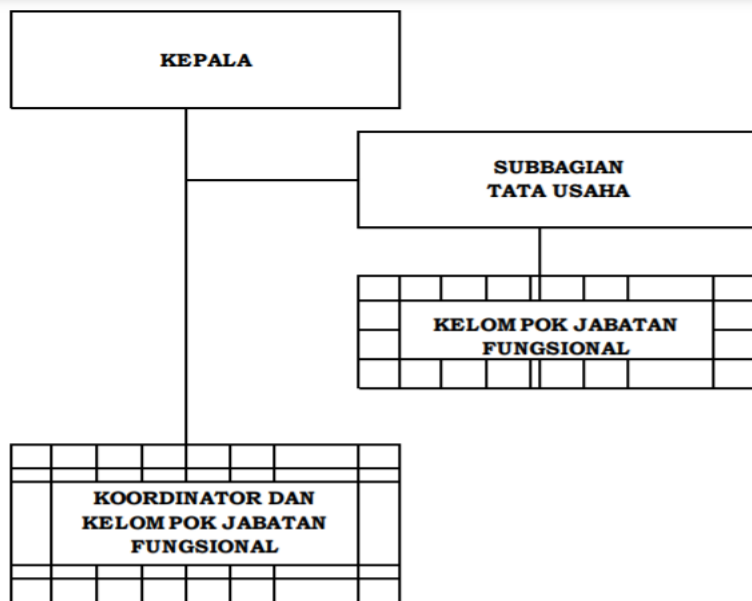 KEPALA
SUBBAGIAN
TATA USAHA
KELOM POK JABATAN
FUNGSIONAL
KOORDINATOR DAN
KELOM POK JABATAN
FUNGSIONAL